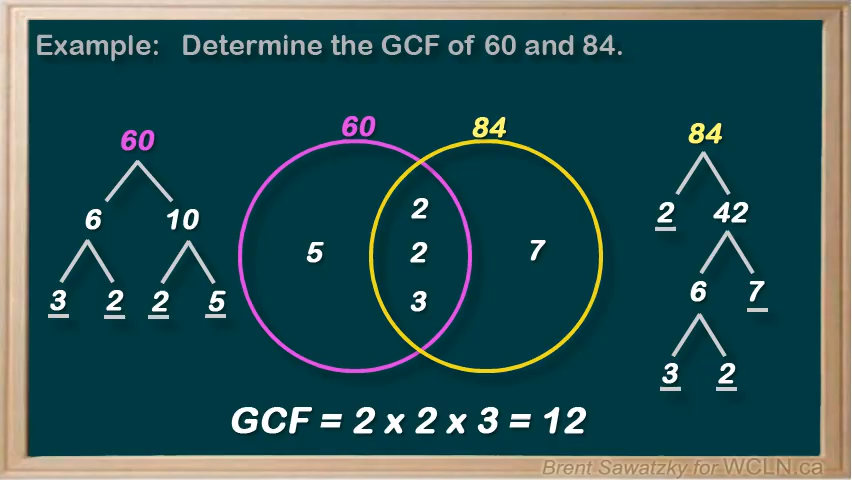 Example: Determine the GCF of 60 and 84.
60 84
60 84
6 10
2 42
2
5 2 7
3
3 2 2 5
6 7
3 2
GCF = 2 x 2 x 3 = 12
Brent Sawatzky for WCLN.ca